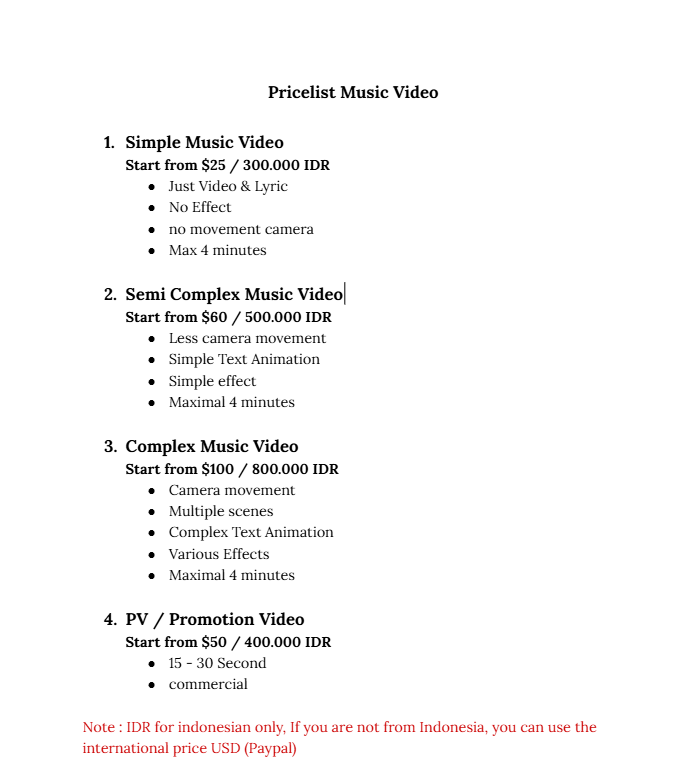 Pricelist Music Video
1. Simple Music Video
Start from $25 / 300.000 IDR
● Just Video & Lyric
● No Effect
● no movement camera
● Max 4 minutes
2. Semi Complex Music Video
Start from $60 / 500.000 IDR
● Less camera movement
● Simple Text Animation
● Simple effect
● Maximal 4 minutes
3. Complex Music Video
Start from $100 / 800.000 IDR
● Camera movement
● Multiple scenes
● Complex Text Animation
● Various Effects
● Maximal 4 minutes
4. PV / Promotion Video
Start from $50 / 400.000 IDR
● 15 - 30 Second
● commercial
Note : IDR for indonesian only, If you are not from Indonesia, you can use the
international price USD (Paypal)